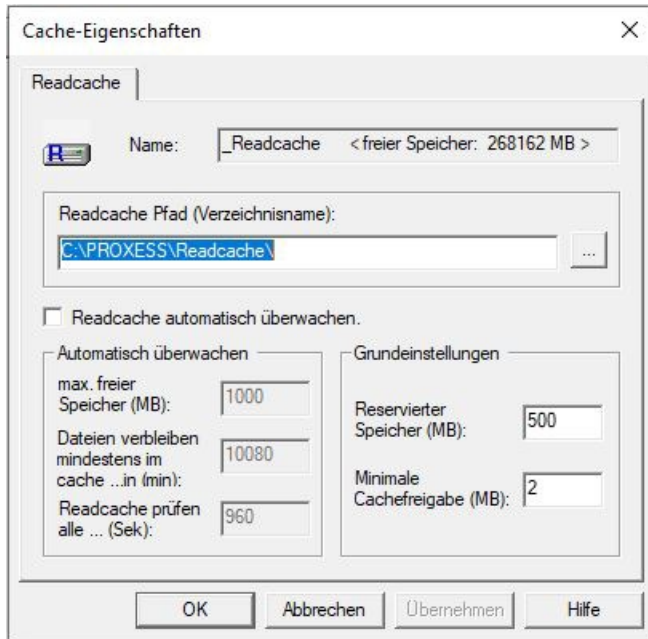 Cache-Eigenschaften
Readcache
R
Name:
_Readcache < freier Speicher: 268162 MB >
Readcache Pfad (Verzeichnisname):
C:\PROXESS\Readcache\
...
Readcache automatisch überwachen.
Automatisch überwachen
max. freier
Speicher (MB):
1000
Dateien verbleiben
mindestens im
cache ...in (min):
10080
Readcache prüfen
alle ... (Sek):
960
Grundeinstellungen
Reservierter
Speicher (MB):
500
Minimale
Cachefreigabe (MB):
2
OK
Abbrechen
Übernehmen
Hilfe